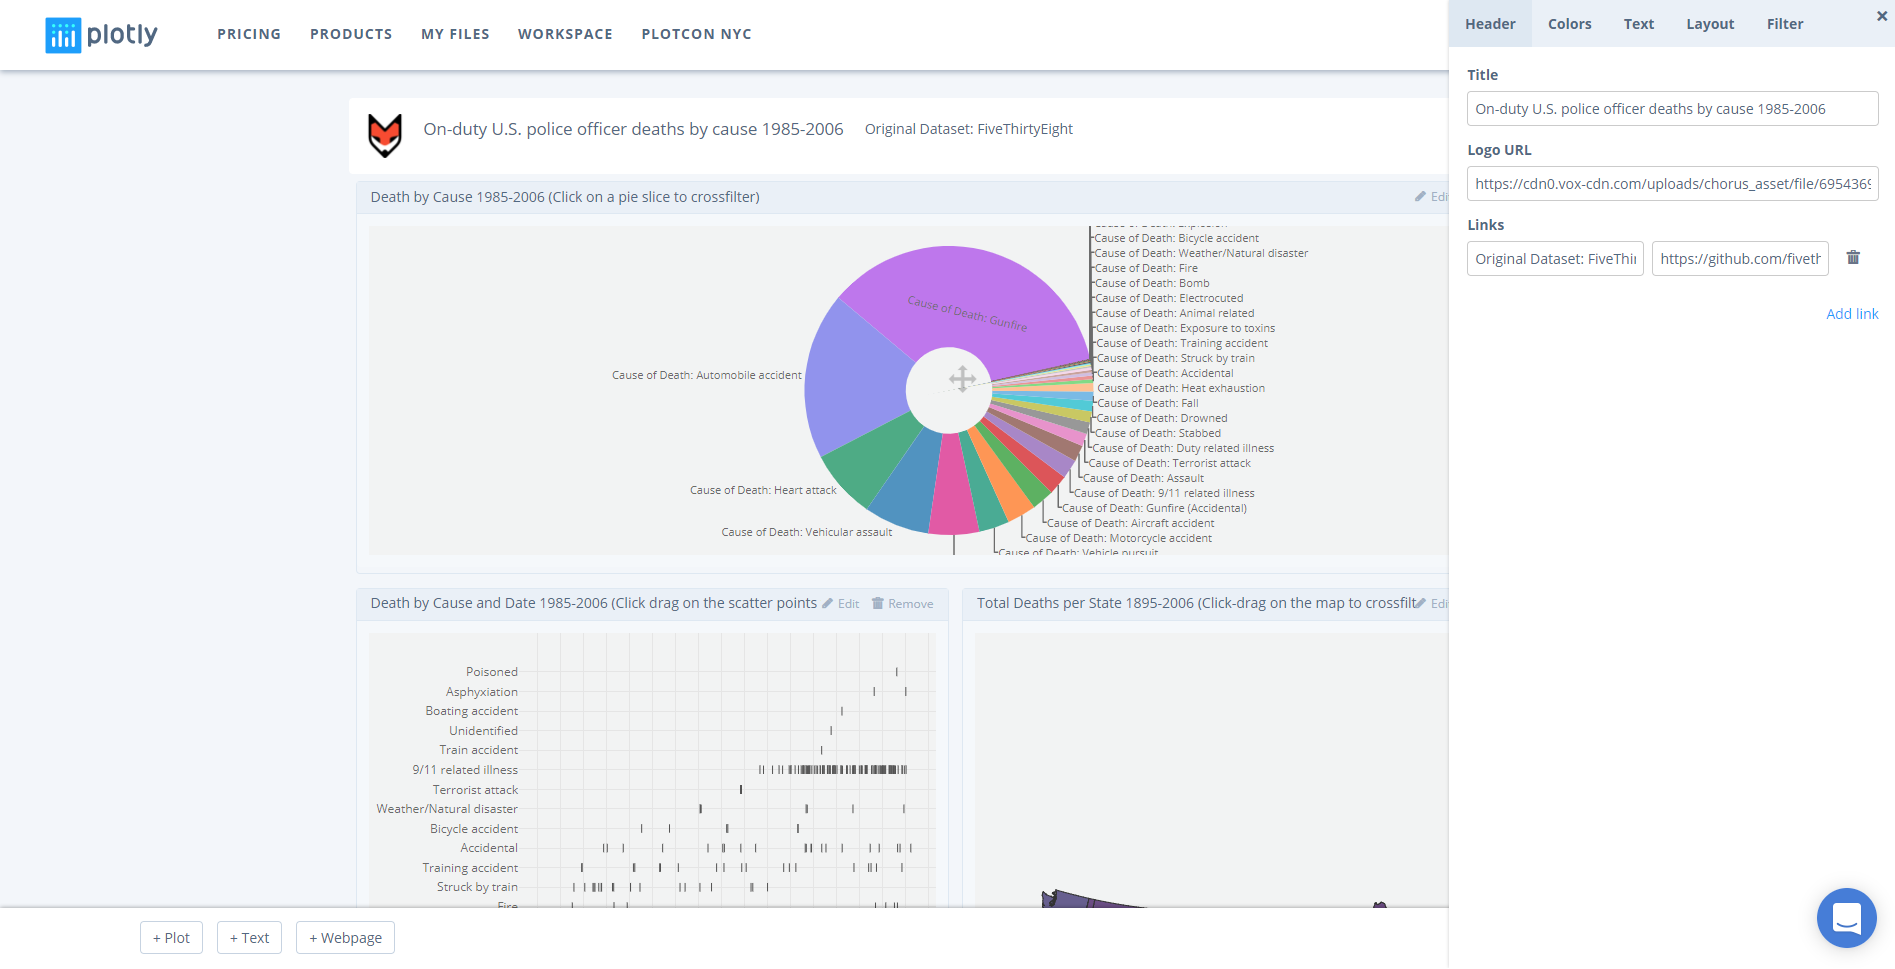 plotly
PRICING
PRODUCTS
MY FILES
WORKSPACE
PLOTCON NYC
Header
Colors
Text
Layout
Filter
Title
On-duty U.S. police officer deaths by cause 1985-2006
Logo URL
https://cdn0.vox-cdn.com/uploads/chorus_asset/file/6954369
Links
Original Dataset: FiveThi
https://github.com/fiveth
Add link
On-duty U.S. police officer deaths by cause 1985-2006
Original Dataset: FiveThirtyEight
Death by Cause 1985-2006 (Click on a pie slice to crossfilter)
Edi
Cause of Death: Explosion
Cause of Death: Bicycle accident
Cause of Death: Weather/Natural disaster
Cause of Death: Fire
Cause of Death: Bomb
Cause of Death: Electrocuted
Cause of Death: Animal related
Cause of Death: Exposure to toxins
Cause of Death: Training accident
Cause of Death: Struck by train
Cause of Death: Accidental
Cause of Death: Heat exhaustion
Cause of Death: Fall
Cause of Death: Drowned
Cause of Death: Stabbed
Cause of Death: Duty related illness
Cause of Death: Terrorist attack
Cause of Death: Assault
Cause of Death: 9/11 related illness
Cause of Death: Gunfire (Accidental)
Cause of Death: Aircraft accident
Cause of Death: Motorcycle accident
Cause of Death: Vehicle pursuit
Cause of Death: Gunfire
Cause of Death: Automobile accident
Cause of Death: Heart attack
Cause of Death: Vehicular assault
Death by Cause and Date 1985-2006 (Click drag on the scatter points
Edit
Remove
Poisoned
Asphyxiation
Boating accident
Unidentified
Train accident
9/11 related illness
Terrorist attack
Weather/Natural disaster
Bicycle accident
Accidental
Training accident
Struck by train
Fire
Total Deaths per State 1895-2006 (Click-drag on the map to crossfilt
Edi
+ Plot
+ Text
+ Webpage